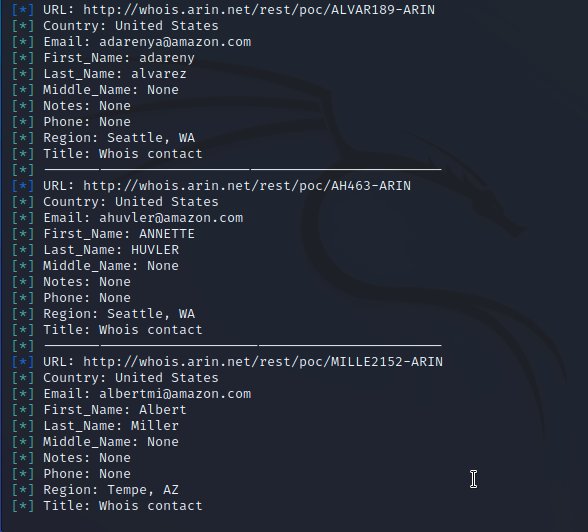 [*] URL: http://whois.arin.net/rest/poc/ALVAR189-ARIN
[*] Country: United States
[*] Email: adarenya@amazon.com
[*] First_Name: adareny
[*] Last_Name: alvarez
[*] Middle_Name: None
[*] Notes: None
[*] Phone: None
[*] Region: Seattle, WA
[*] Title: Whois contact
[*] --------------------------------------------------
[*] URL: http://whois.arin.net/rest/poc/AH463-ARIN
[*] Country: United States
[*] Email: ahuvler@amazon.com
[*] First_Name: ANNETTE
[*] Last_Name: HUVLER
[*] Middle_Name: None
[*] Notes: None
[*] Phone: None
[*] Region: Seattle, WA
[*] Title: Whois contact
[*] --------------------------------------------------
[*] URL: http://whois.arin.net/rest/poc/MILLE2152-ARIN
[*] Country: United States
[*] Email: albertmi@amazon.com
[*] First_Name: Albert
[*] Last_Name: Miller
[*] Middle_Name: None
[*] Notes: None
[*] Phone: None
[*] Region: Tempe, AZ
[*] Title: Whois contact